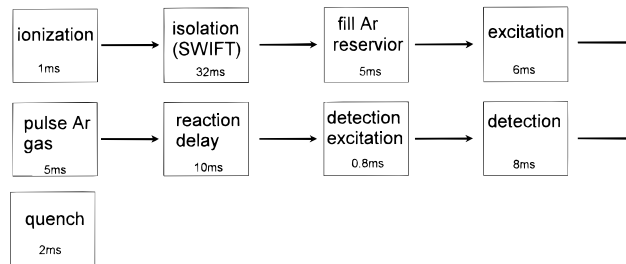 ionization
1ms
isolation
(SWIFT)
32ms
fill Ar
reservior
5ms
excitation
6ms
pulse Ar
gas
5ms
reaction
delay
10ms
detection
excitation
0.8ms
detection
8ms
quench
2ms